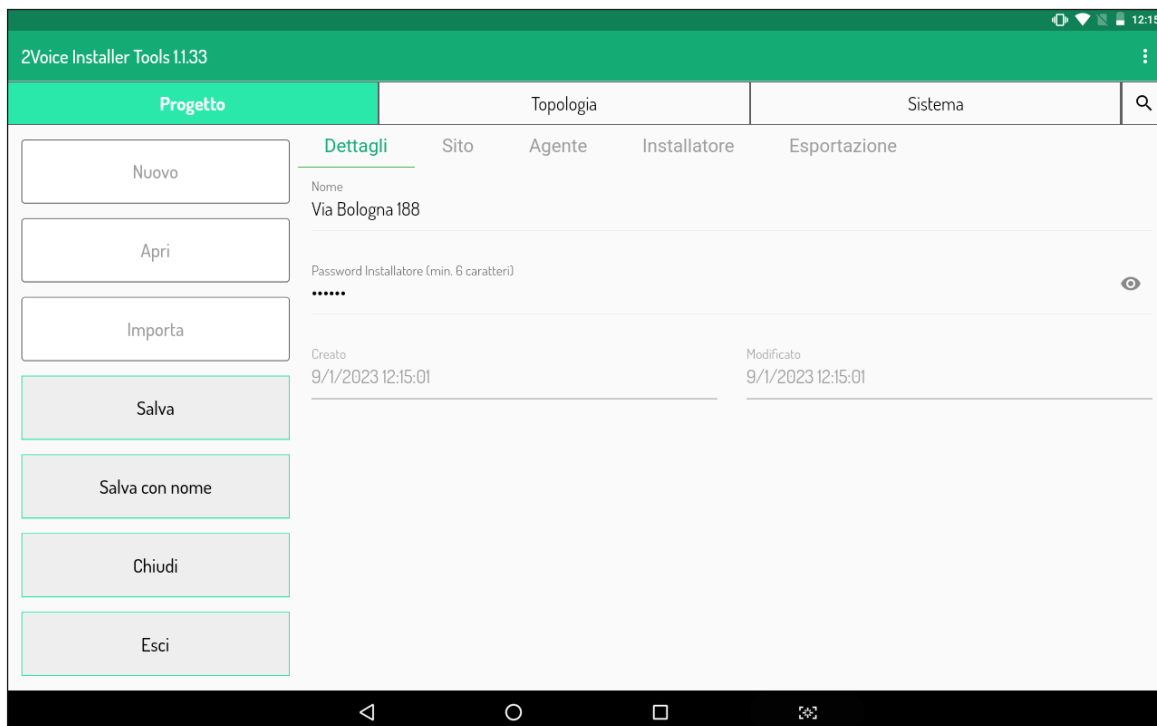 12:15
2Voice Installer Tools 1.1.33
Progetto
Topologia
Sistema
Nuovo
Apri
Importa
Salva
Salva con nome
Chiudi
Esci
Dettagli
Sito
Agente
Installatore
Esportazione
Nome
Via Bologna 188
Password Installatore (min. 6 caratteri)
••••••
Creato
9/1/2023 12:15:01
Modificato
9/1/2023 12:15:01